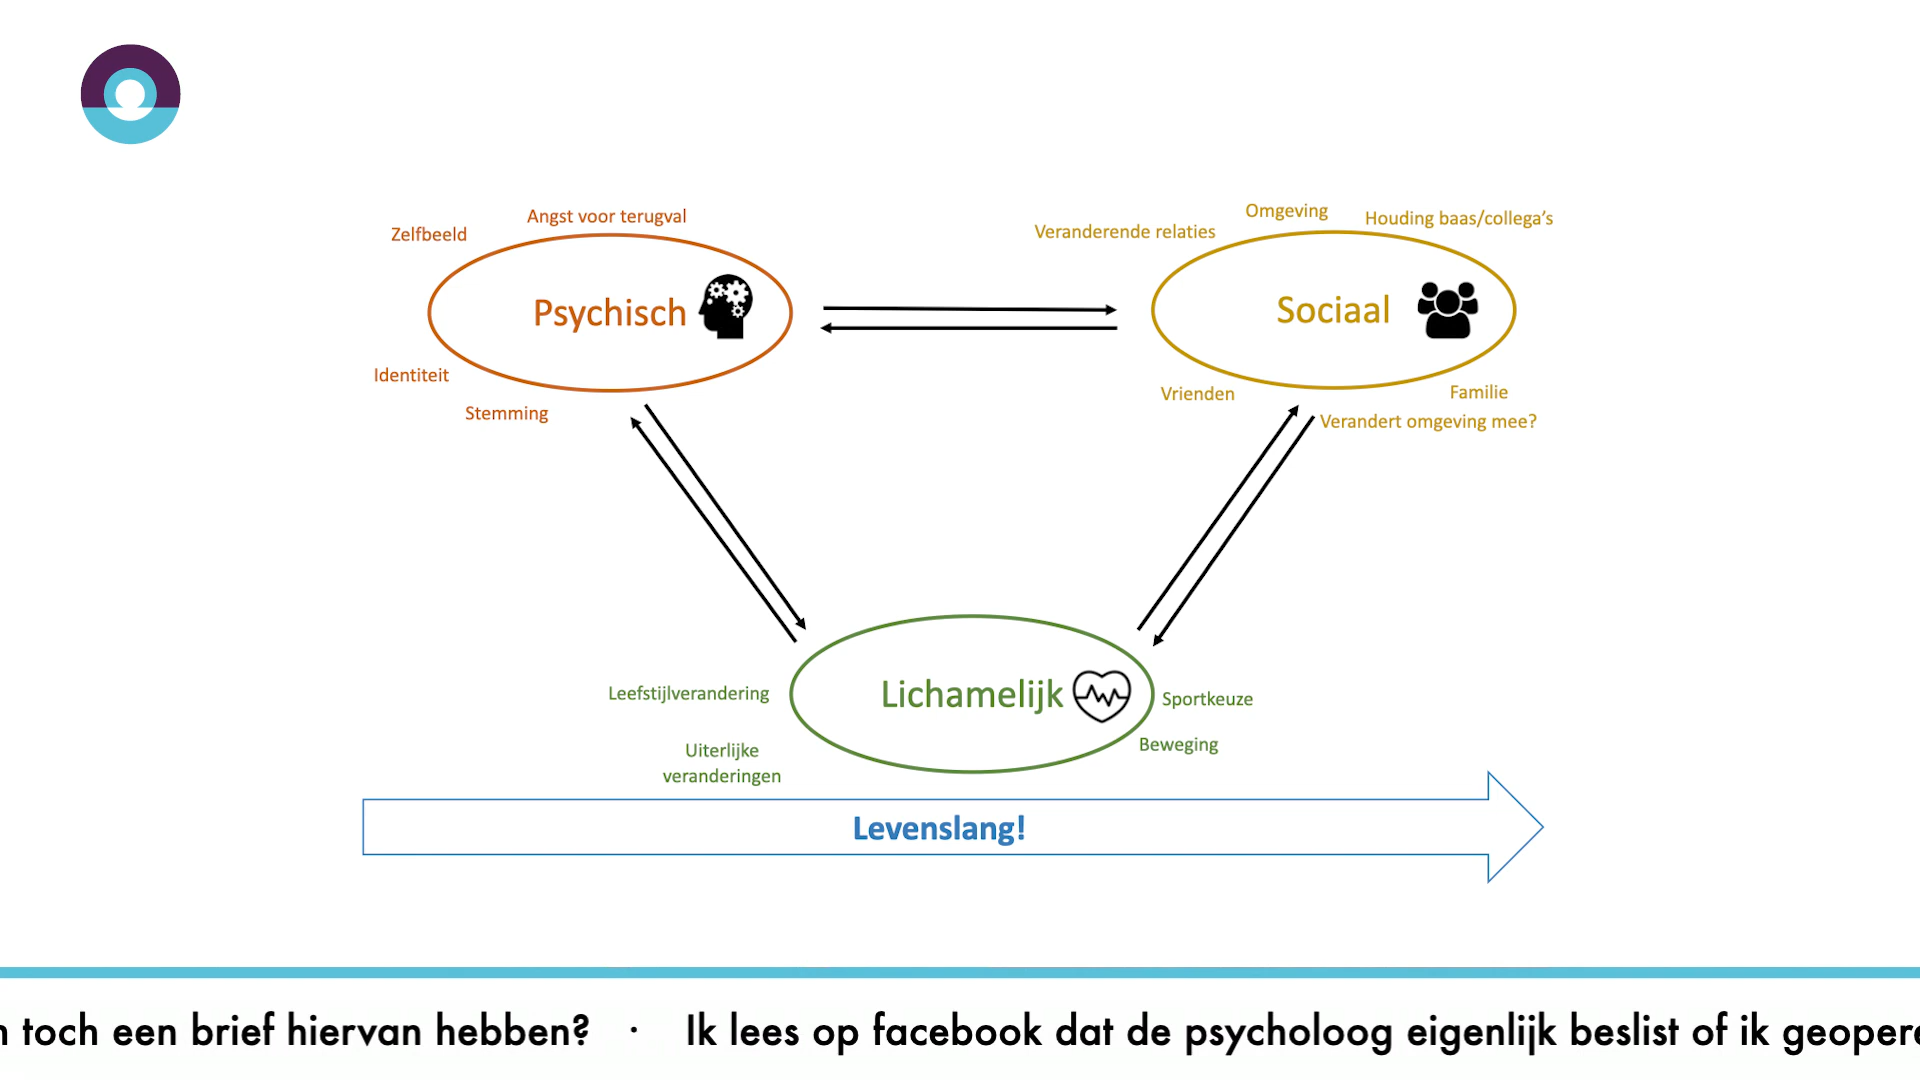 Angst voor terugval
Zelfbeeld
Psychisch
Identiteit
Stemming
Omgeving
Houding baas/collega's
Veranderende relaties
Sociaal
Vrienden
Familie
Verandert omgeving mee?
Leefstijlverandering
Lichamelijk
Sportkeuze
Beweging
Uiterlijke
veranderingen
Levenslang!
toch een brief hiervan hebben? · Ik lees op facebook dat de psycholoog eigenlijk beslist of ik